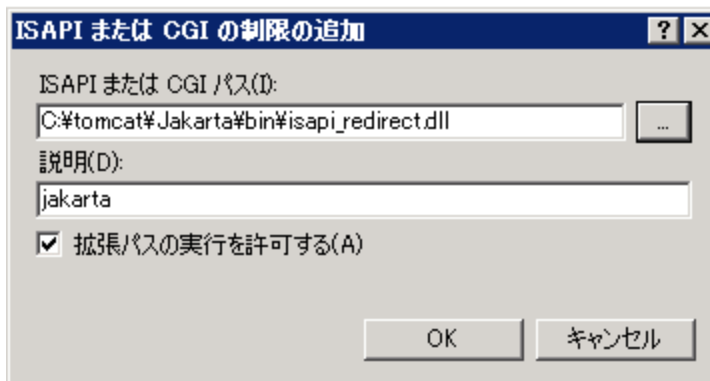 ISAPI または CGI の制限の追加
ISAPI または CGI パス(I):
C:¥tomcat¥Jakarta¥bin¥isapi_redirect.dll
...
説明(D):
jakarta
拡張パスの実行を許可する(A)
OK
キャンセル